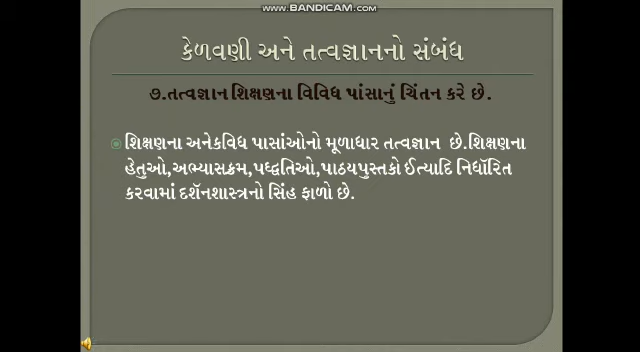 WWW.BANDICAM.COM
કેળવણી અને તત્વજ્ઞાનનો સંબંધ
૭.તત્વજ્ઞાન શિક્ષણના વિવિધ પાંસાનું ચિંતન કરે છે.
શિક્ષણના અનેકવિધ પાસાંઓનો મૂળાધાર તત્વજ્ઞાન છે.શિક્ષણના
હેતુઓ,અભ્યાસક્રમ,પધ્ધતિઓ,પાઠયપુસ્તકો ઈત્યાદિ નિર્ધારિત
કરવામાં દર્શનશાસ્ત્રનો સિંહ ફાળો છે.